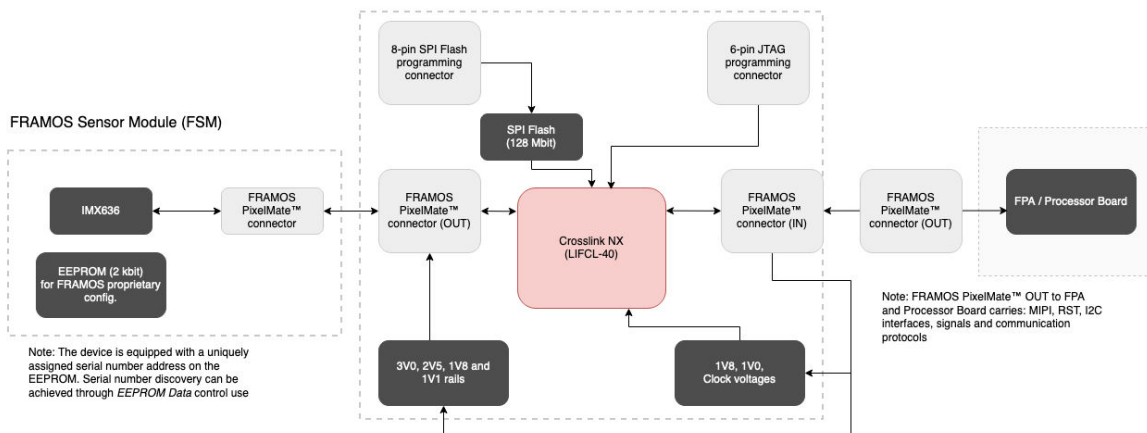 8-pin SPI Flash
programming
connector
6-pin JTAG
programming
connector
FRAMOS Sensor Module (FSM)
SPI Flash
(128 Mbit)
IMX636
FRAMOS
PixelMate™
connector
FRAMOS
PixelMate™
connector (OUT)
Crosslink NX
(LIFCL-40)
FRAMOS
PixelMate™
connector (IN)
FRAMOS
PixelMate™
connector (OUT)
FPA / Processor Board
EEPROM (2 kbit)
for FRAMOS proprietary
config.
Note: FRAMOS PixelMate™ OUT to FPA
and Processor Board carries: MIPI, RST, I2C
interfaces, signals and communication
protocols
Note: The device is equipped with a uniquely
assigned serial number address on the
EEPROM. Serial number discovery can be
achieved through EEPROM Data control use
3V0, 2V5, 1V8 and
1V1 rails
1V8, 1V0,
Clock voltages